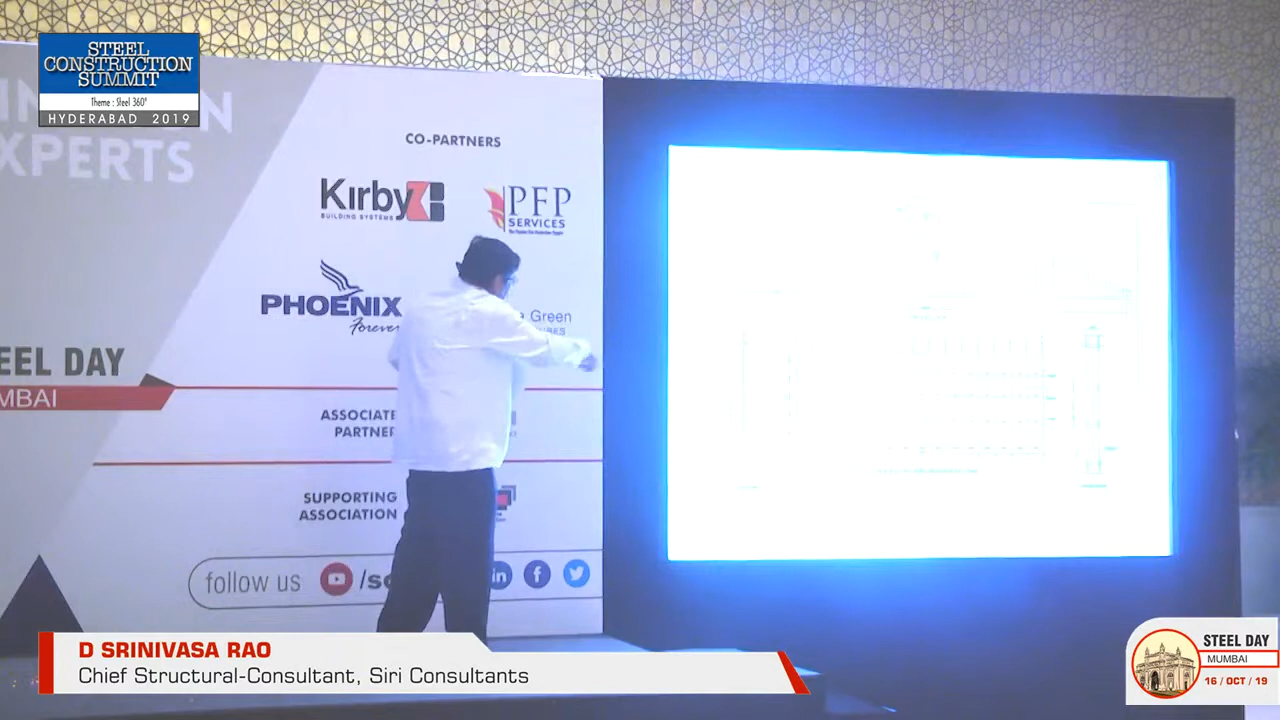 STEEL
CONSTRUCTION
SUMMIT
Theme : Steel 360°
HYDERABAD 2019
XPERTS
CO-PARTNERS
Kirby
BUILDING SYSTEMS
PFP
SERVICES
PHOENIX
Forever
Green
EEL DAY
MBAI
ASSOCIATE
PARTNER
SUPPORTING
ASSOCIATION
follow us
in
D SRINIVASA RAO
Chief Structural-Consultant, Siri Consultants
STEEL DAY
MUMBAI
16 / OCT / 19